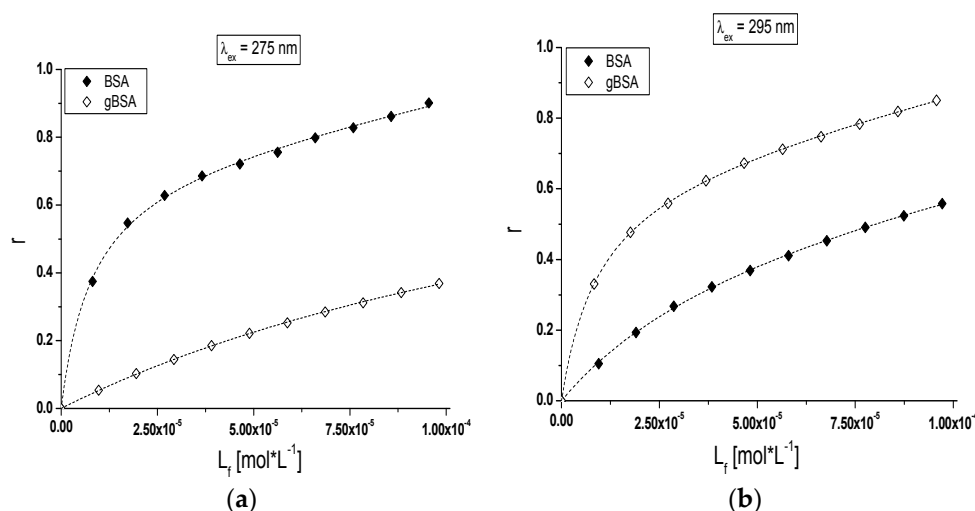 λex = 275 nm
BSA
gBSA
1.0
0.8
0.6
0.4
0.2
0.0
r
0.00
2.50x10⁻⁵
5.00x10⁻⁵
7.50x10⁻⁵
1.00x10⁻⁴
Lf [mol*L⁻¹]
(a)
λex = 295 nm
BSA
gBSA
1.0
0.8
0.6
0.4
0.2
0.0
r
0.00
2.50x10⁻⁵
5.00x10⁻⁵
7.50x10⁻⁵
1.00x10⁻⁴
Lf [mol*L⁻¹]
(b)